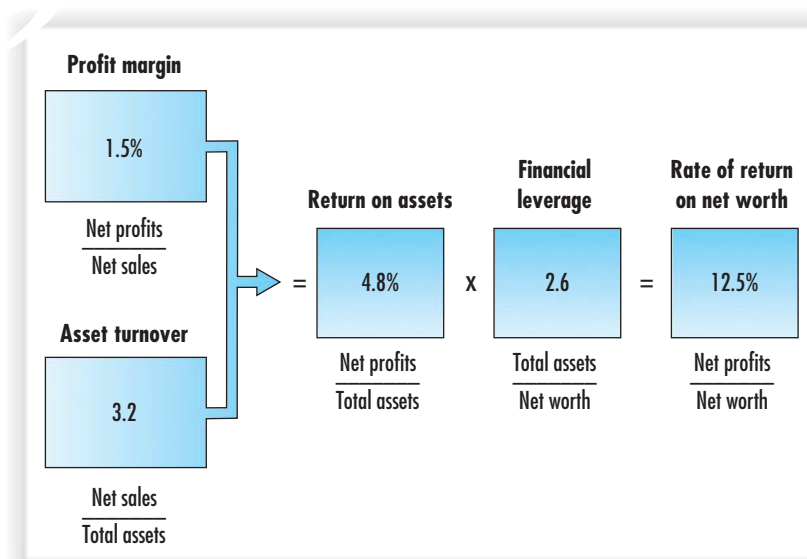 Profit margin
1.5%
Net profits
Net sales
Asset turnover
3.2
Net sales
Total assets
=
Return on assets
4.8%
Net profits
Total assets
x
Financial
leverage
2.6
Total assets
Net worth
=
Rate of return
on net worth
12.5%
Net profits
Net worth